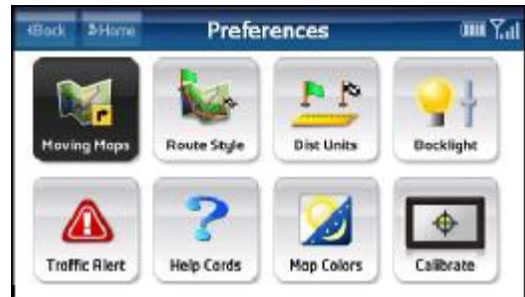 Back Home Preferences
Moving Maps Route Style Dist Units Backlight
Traffic Alert Help Cards Map Colors Calibrate